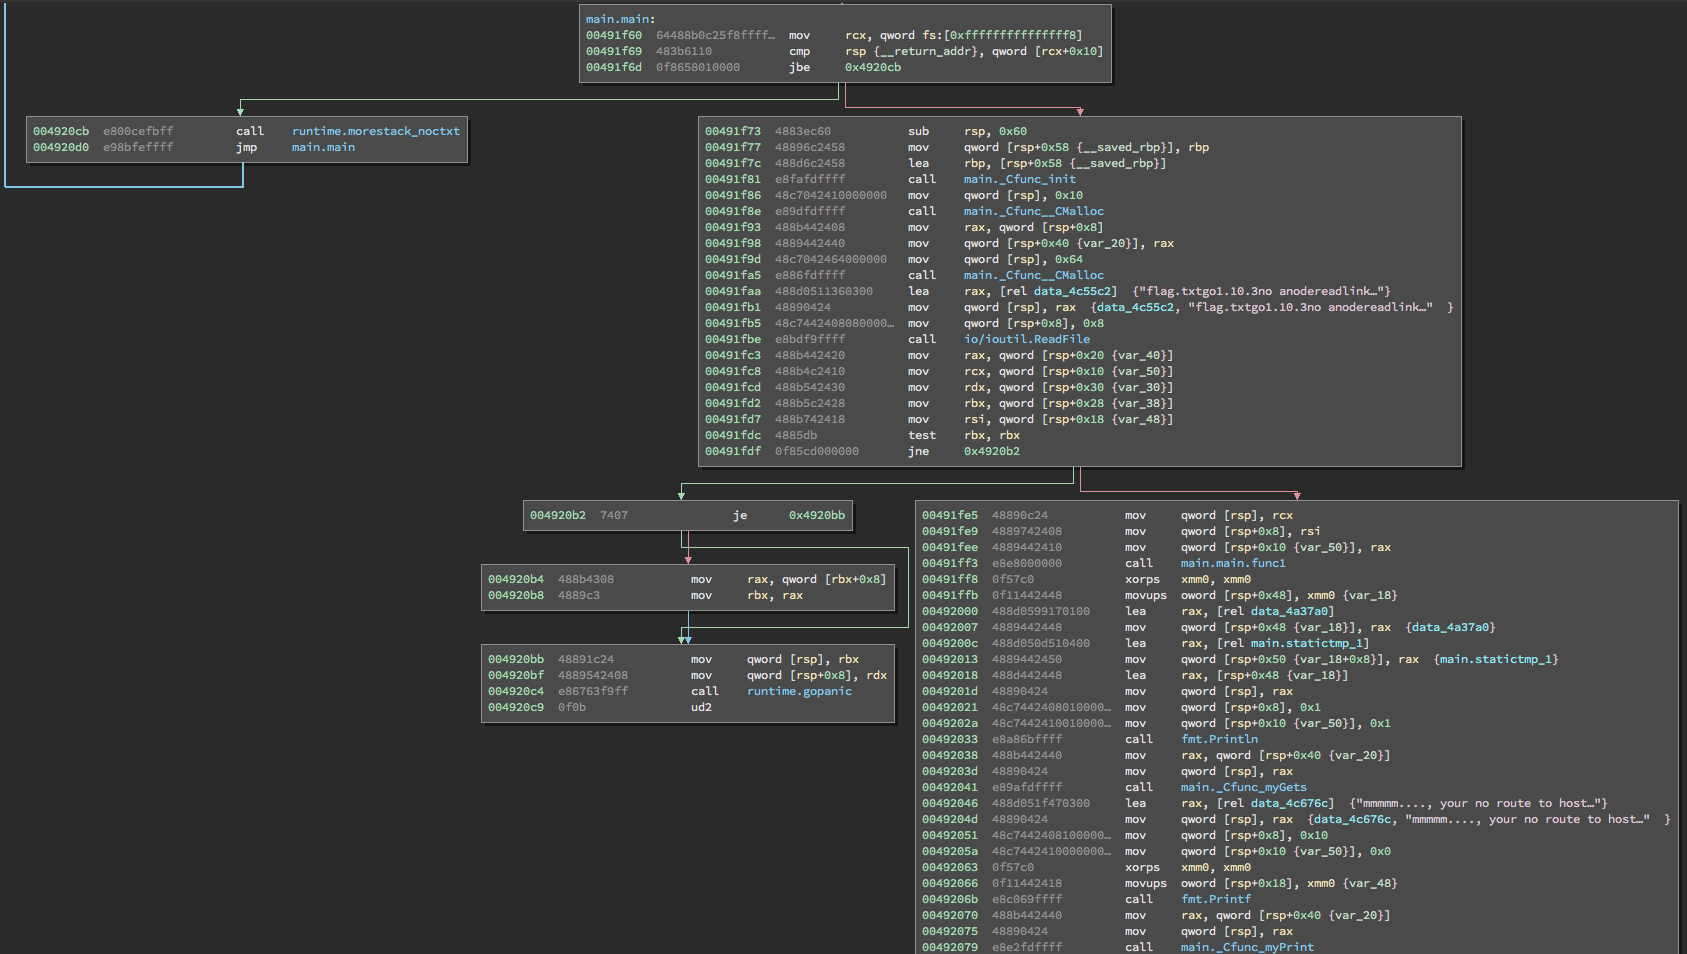 main.main:
00491f60 64488b0c25f8ffff… mov rcx, qword fs:[0xfffffffffffffff8]
00491f69 483b6110 cmp rsp {__return_addr}, qword [rcx+0x10]
00491f6d 0f8658010000 jbe 0x4920cb
004920cb e800cefbff call runtime.morestack_noctxt
004920d0 e98bfeffff jmp main.main
00491f73 4883ec60 sub rsp, 0x60
00491f77 48896c2458 mov qword [rsp+0x58 {__saved_rbp}], rbp
00491f7c 488d6c2458 lea rbp, [rsp+0x58 {__saved_rbp}]
00491f81 e8fafdffff call main._Cfunc_init
00491f86 48c7042410000000 mov qword [rsp], 0x10
00491f8e e89dfdffff call main._Cfunc__CMalloc
00491f93 488b442408 mov rax, qword [rsp+0x8]
00491f98 4889442440 mov qword [rsp+0x40 {var_20}], rax
00491f9d 48c7042464000000 mov qword [rsp], 0x64
00491fa5 e886fdffff call main._Cfunc__CMalloc
00491faa 488d0511360300 lea rax, [rel data_4c55c2] {"flag.txtgo1.10.3no anodereadlink…"}
00491fb1 48890424 mov qword [rsp], rax {data_4c55c2, "flag.txtgo1.10.3no anodereadlink…" }
00491fb5 48c7442408080000… mov qword [rsp+0x8], 0x8
00491fbe e8bdf9ffff call io/ioutil.ReadFile
00491fc3 488b442420 mov rax, qword [rsp+0x20 {var_40}]
00491fc8 488b4c2410 mov rcx, qword [rsp+0x10 {var_50}]
00491fcd 488b542430 mov rdx, qword [rsp+0x30 {var_30}]
00491fd2 488b5c2428 mov rbx, qword [rsp+0x28 {var_38}]
00491fd7 488b742418 mov rsi, qword [rsp+0x18 {var_48}]
00491fdc 4885db test rbx, rbx
00491fdf 0f85cd000000 jne 0x4920b2
004920b2 7407 je 0x4920bb
004920b4 488b4308 mov rax, qword [rbx+0x8]
004920b8 4889c3 mov rbx, rax
004920bb 48891c24 mov qword [rsp], rbx
004920bf 4889542408 mov qword [rsp+0x8], rdx
004920c4 e86763f9ff call runtime.gopanic
004920c9 0f0b ud2
00491fe5 48890c24 mov qword [rsp], rcx
00491fe9 4889742408 mov qword [rsp+0x8], rsi
00491fee 4889442410 mov qword [rsp+0x10 {var_50}], rax
00491ff3 e8e8000000 call main.main.func1
00491ff8 0f57c0 xorps xmm0, xmm0
00491ffb 0f11442448 movups oword [rsp+0x48], xmm0 {var_18}
00492000 488d0599170100 lea rax, [rel data_4a37a0]
00492007 4889442448 mov qword [rsp+0x48 {var_18}], rax {data_4a37a0}
0049200c 488d050d510400 lea rax, [rel main.statictmp_1]
00492013 4889442450 mov qword [rsp+0x50 {var_18+0x8}], rax {main.statictmp_1}
00492018 488d442448 lea rax, [rsp+0x48 {var_18}]
0049201d 48890424 mov qword [rsp], rax
00492021 48c7442408010000… mov qword [rsp+0x8], 0x1
0049202a 48c7442410010000… mov qword [rsp+0x10 {var_50}], 0x1
00492033 e8a86bffff call fmt.Println
00492038 488b442440 mov rax, qword [rsp+0x40 {var_20}]
0049203d 48890424 mov qword [rsp], rax
00492041 e89afdffff call main._Cfunc_myGets
00492046 488d051f470300 lea rax, [rel data_4c676c] {"mmmmm...., your no route to host…"}
0049204d 48890424 mov qword [rsp], rax {data_4c676c, "mmmmm...., your no route to host…" }
00492051 48c7442408100000… mov qword [rsp+0x8], 0x10
0049205a 48c7442410000000… mov qword [rsp+0x10 {var_50}], 0x0
00492063 0f57c0 xorps xmm0, xmm0
00492066 0f11442418 movups oword [rsp+0x18], xmm0 {var_48}
0049206b e8c069ffff call fmt.Printf
00492070 488b442440 mov rax, qword [rsp+0x40 {var_20}]
00492075 48890424 mov qword [rsp], rax
00492079 e8e2fdffff call main._Cfunc_myPrint